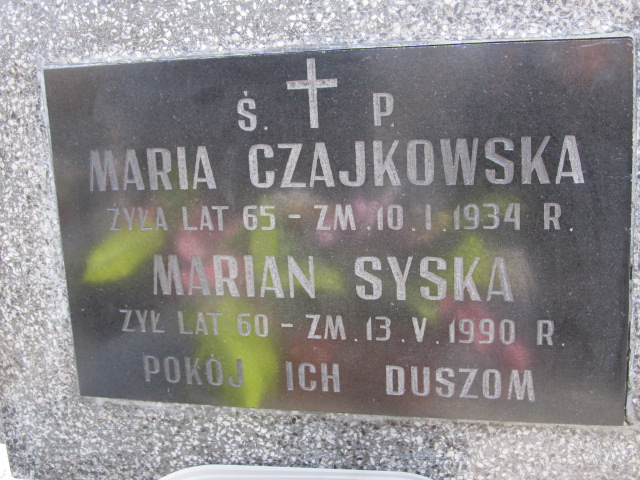 Ś. P.
MARIA CZAJKOWSKA
ŻYŁA LAT 65 - ZM. 10. I. 1934 R.
MARIAN SYSKA
ŻYŁ LAT 60 - ZM. 13. V. 1990 R.
POKÓJ ICH DUSZOM